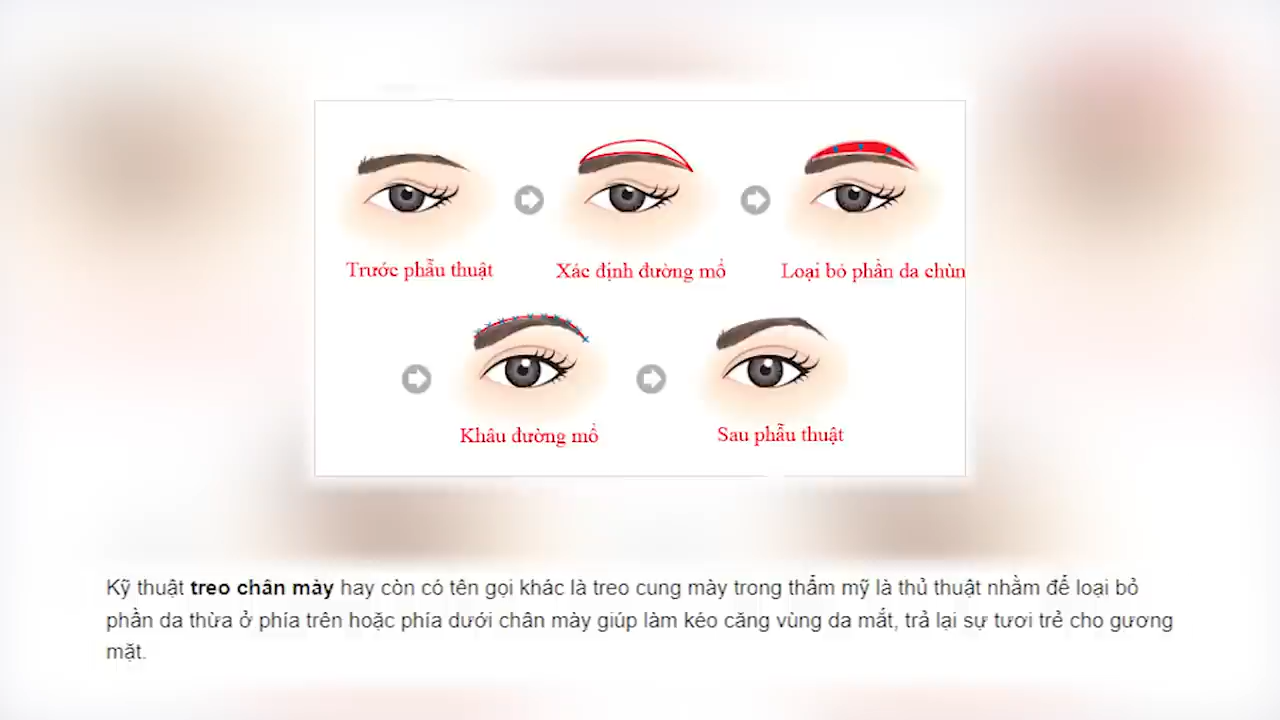 Trước phẫu thuật
Xác định đường mổ
Loại bỏ phần da chùn
Khâu đường mổ
Sau phẫu thuật
Kỹ thuật treo chân mày hay còn có tên gọi khác là treo cung mày trong thẩm mỹ là thủ thuật nhằm để loại bỏ
phần da thừa ở phía trên hoặc phía dưới chân mày giúp làm kéo căng vùng da mắt, trả lại sự tươi trẻ cho gương
mặt.